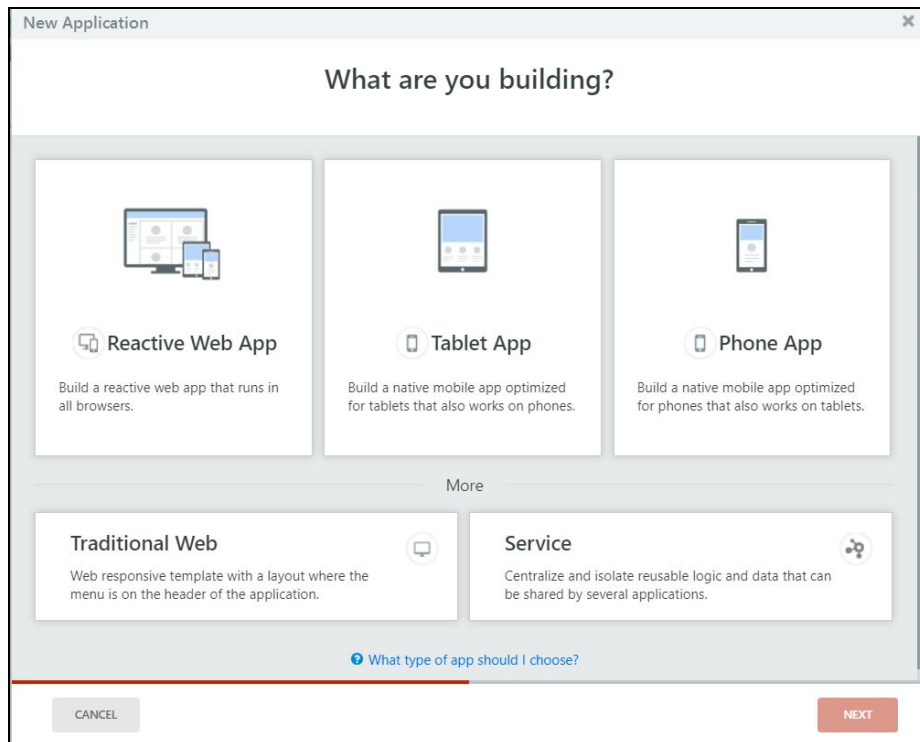 New Application
What are you building?
Reactive Web App
Build a reactive web app that runs in
all browsers.
Tablet App
Build a native mobile app optimized
for tablets that also works on phones.
Phone App
Build a native mobile app optimized
for phones that also works on tablets.
More
Traditional Web
Web responsive template with a layout where the
menu is on the header of the application.
Service
Centralize and isolate reusable logic and data that can
be shared by several applications.
What type of app should I choose?
CANCEL
NEXT